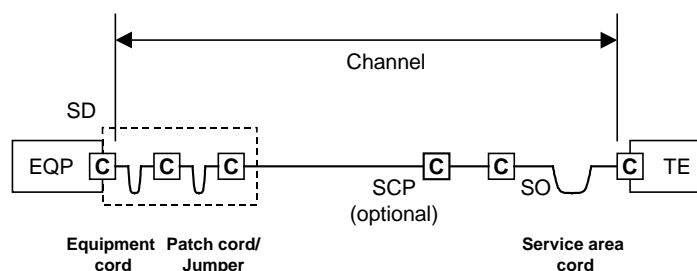 Channel
SD
EQP
C
C
C
C
C
C
TE
SCP
(optional)
SO
Equipment
cord
Patch cord/
Jumper
Service area
cord